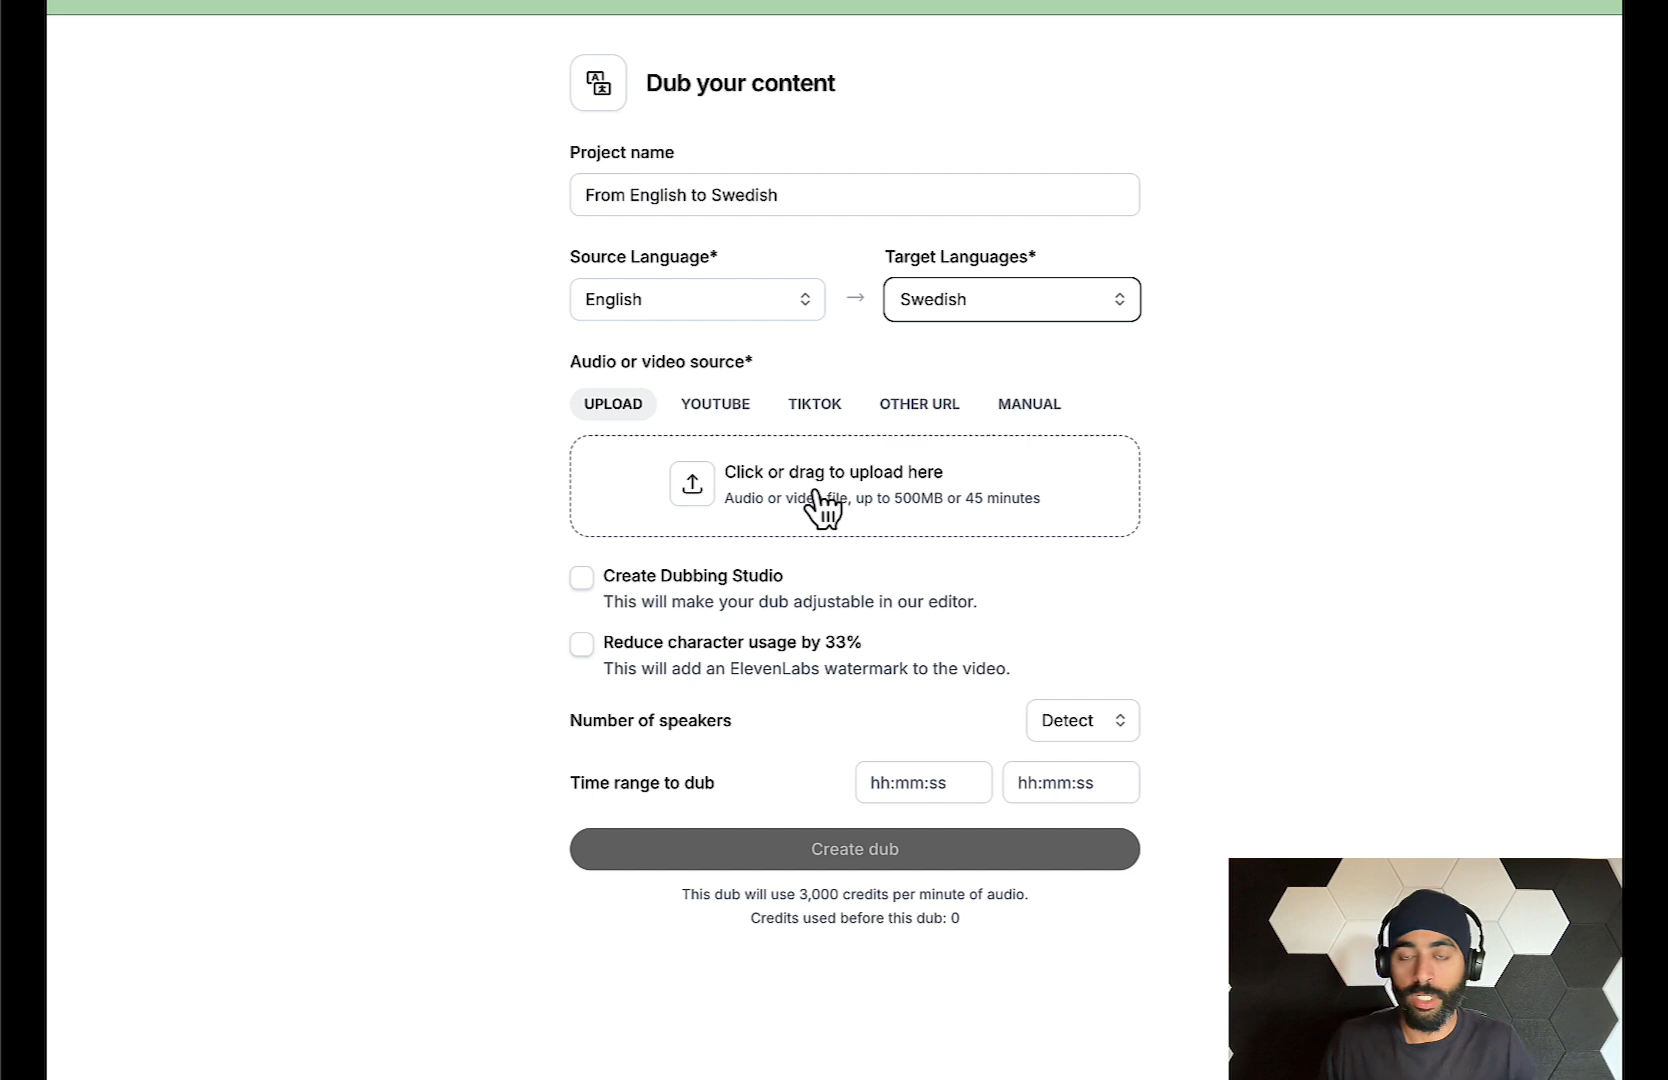 Dub your content
Project name
From English to Swedish
Source Language*
Target Languages*
English
Swedish
Audio or video source*
UPLOAD YOUTUBE TIKTOK OTHER URL MANUAL
Click or drag to upload here
Audio or video file, up to 500MB or 45 minutes
Create Dubbing Studio
This will make your dub adjustable in our editor.
Reduce character usage by 33%
This will add an ElevenLabs watermark to the video.
Number of speakers
Detect
Time range to dub
hh:mm:ss
hh:mm:ss
Create dub
This dub will use 3,000 credits per minute of audio.
Credits used before this dub: 0